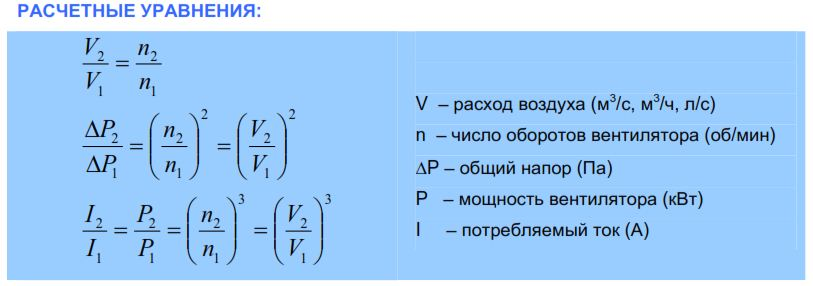 РАСЧЕТНЫЕ УРАВНЕНИЯ:
V₂/V₁ = n₂/n₁
ΔP₂/ΔP₁ = (n₂/n₁)² = (V₂/V₁)²
I₂/I₁ = P₂/P₁ = (n₂/n₁)³ = (V₂/V₁)³
V – расход воздуха (м³/с, м³/ч, л/с)
n – число оборотов вентилятора (об/мин)
ΔP – общий напор (Па)
P – мощность вентилятора (кВт)
I – потребляемый ток (А)